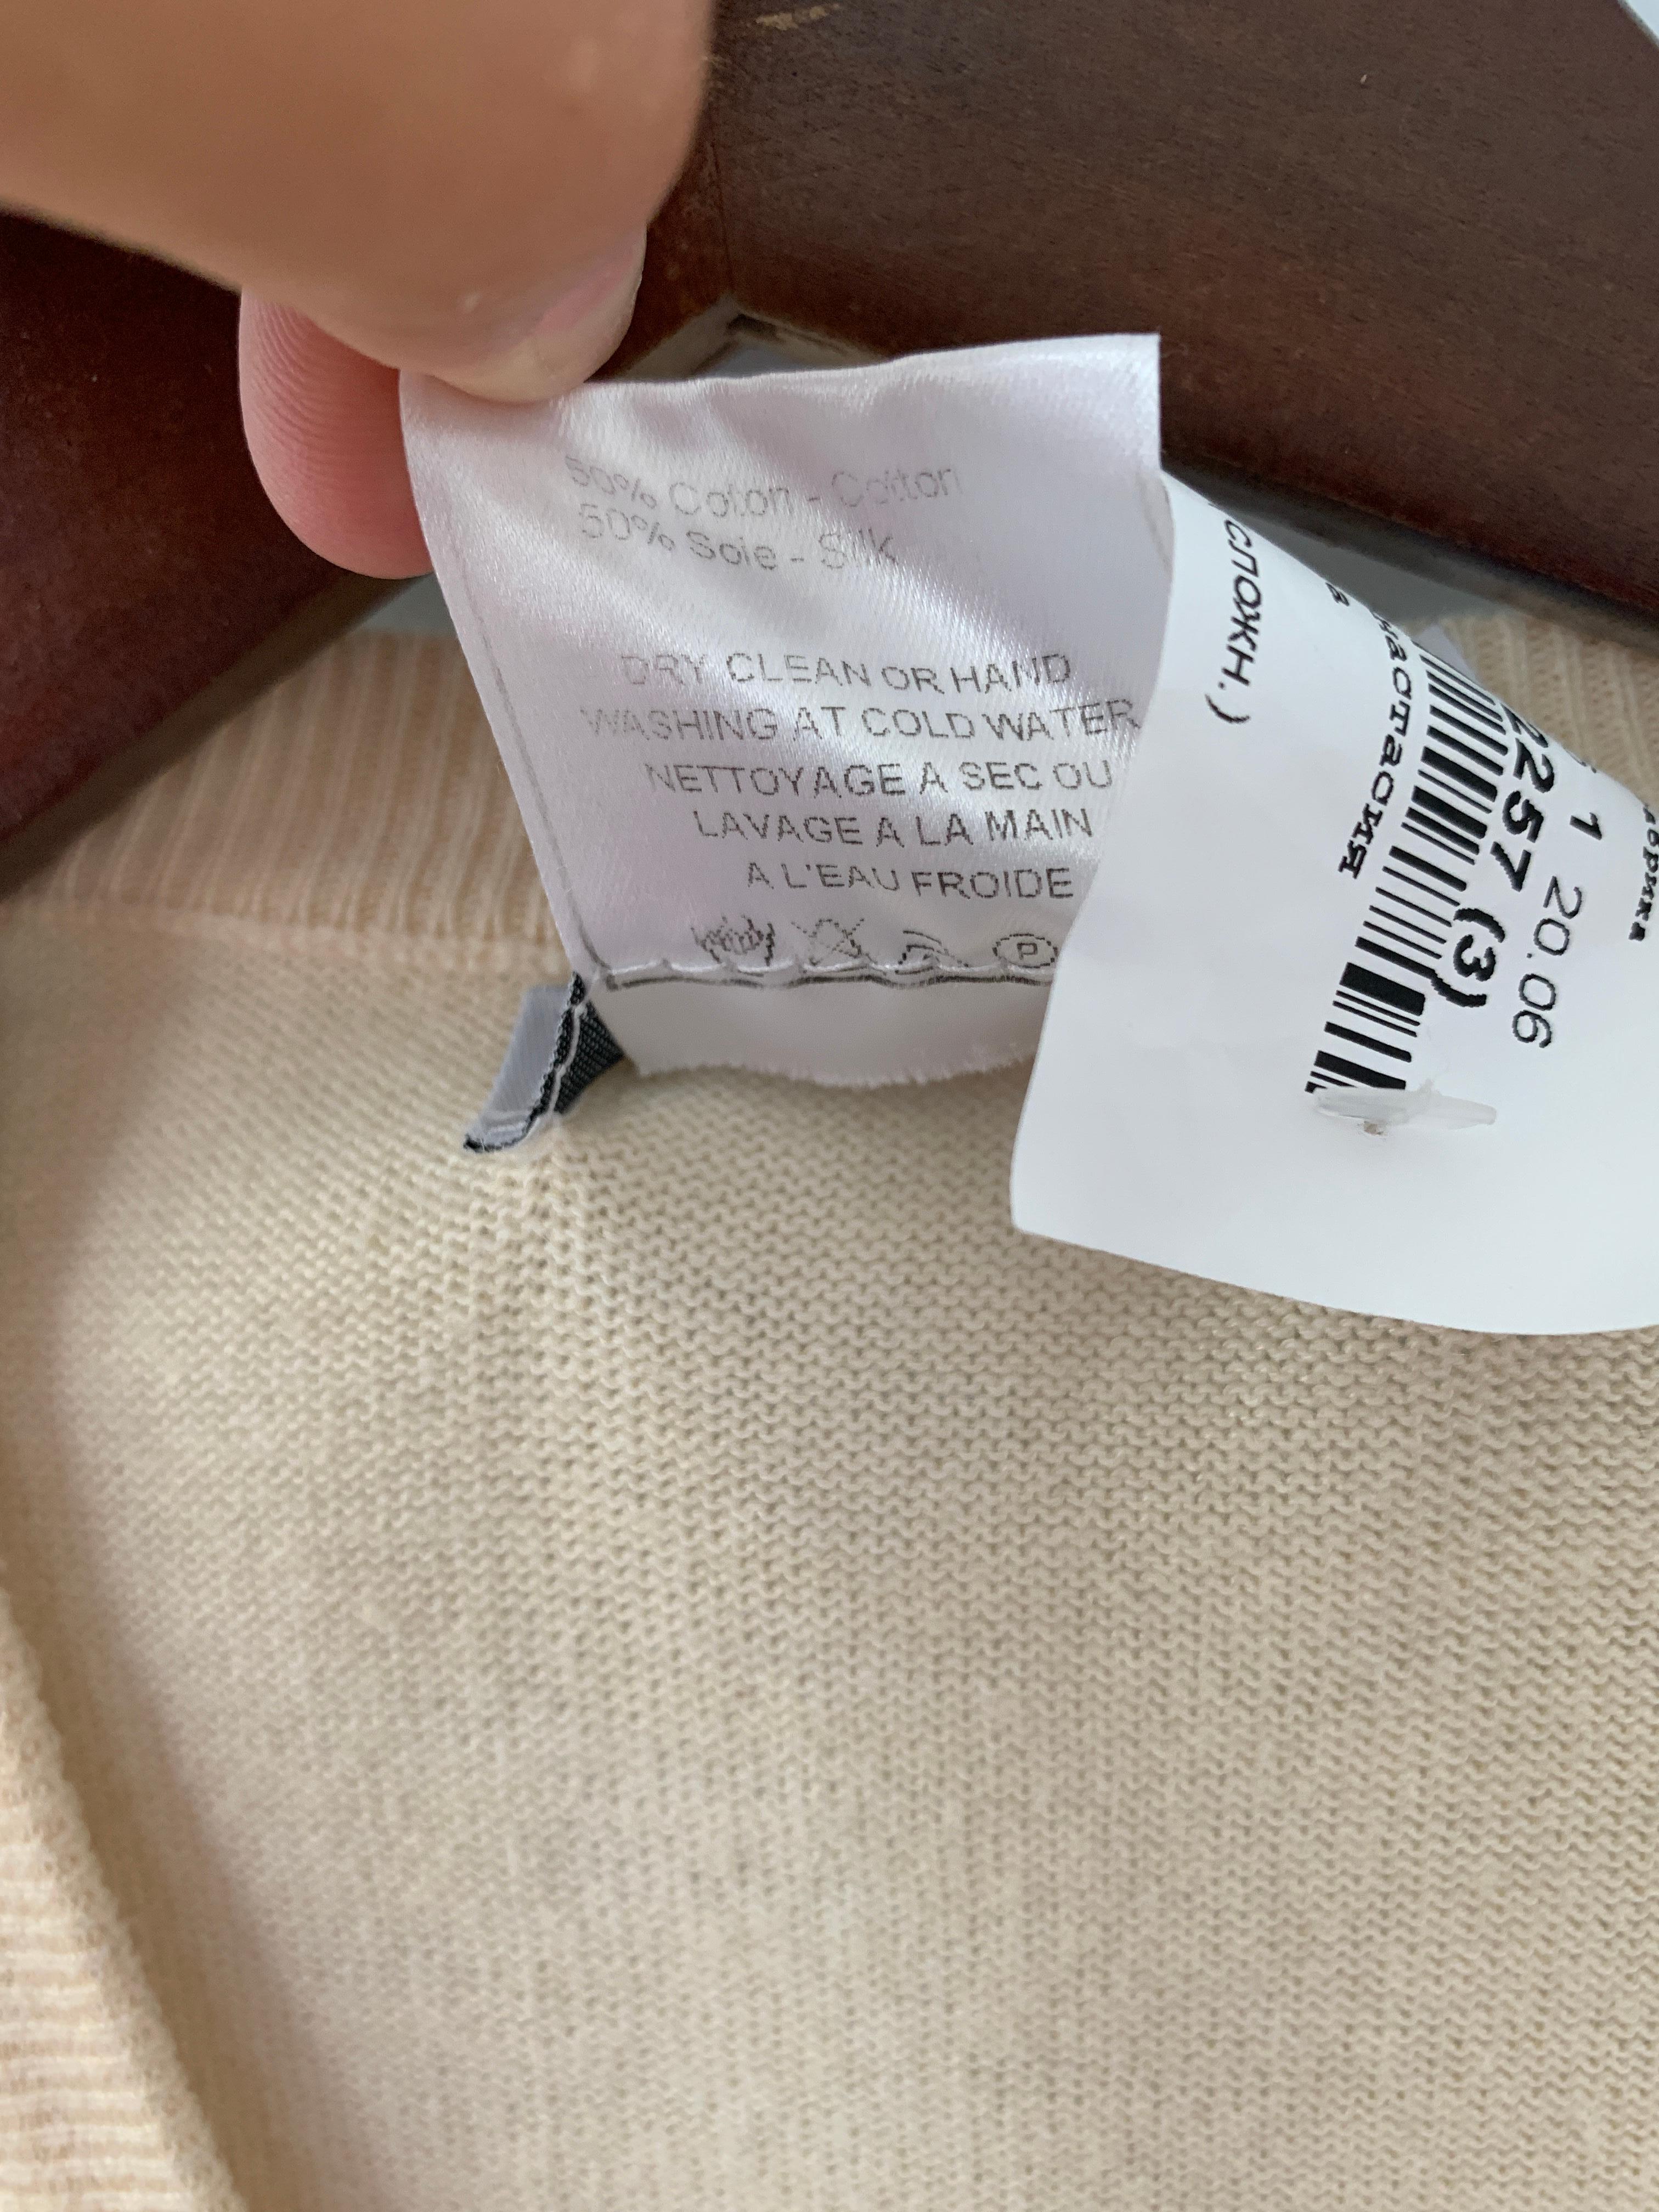 50% Coton - Cotton
50% Soie - Silk
DRY CLEAN OR HAND
WASHING AT COLD WATER
NETTOYAGE A SEC OU
LAVAGE A LA MAIN
A L'EAU FROIDE
P
сложн.)
2257 (3)
1 20.06